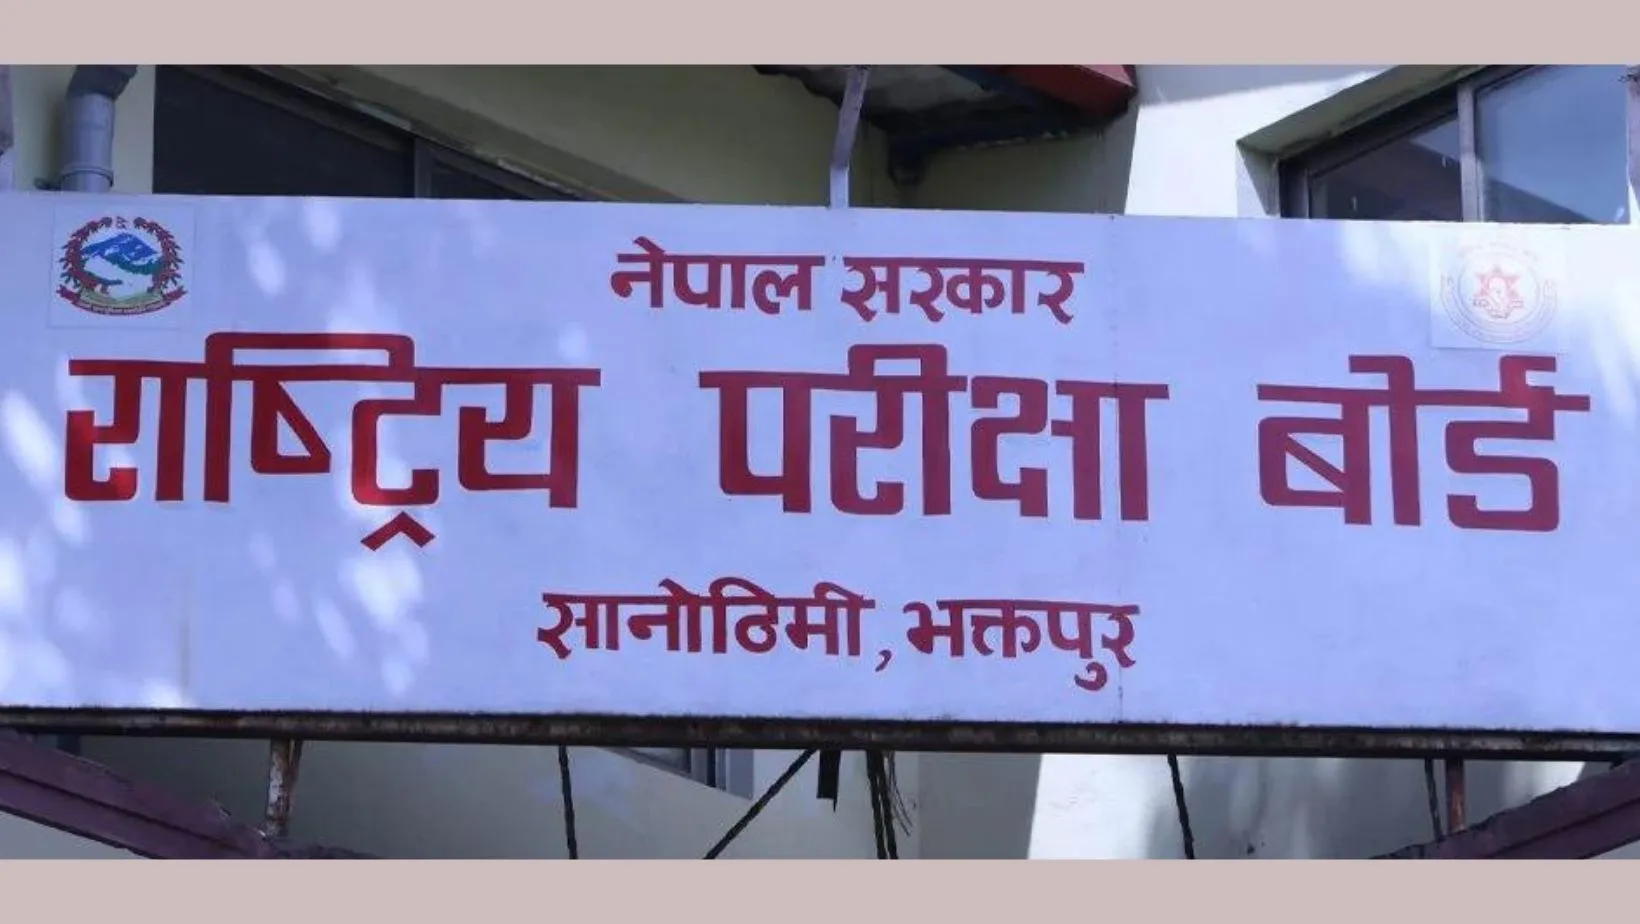 नेपाल सरकार
राष्ट्रिय परीक्षा बोर्ड
सानोठिमी, भक्तपुर